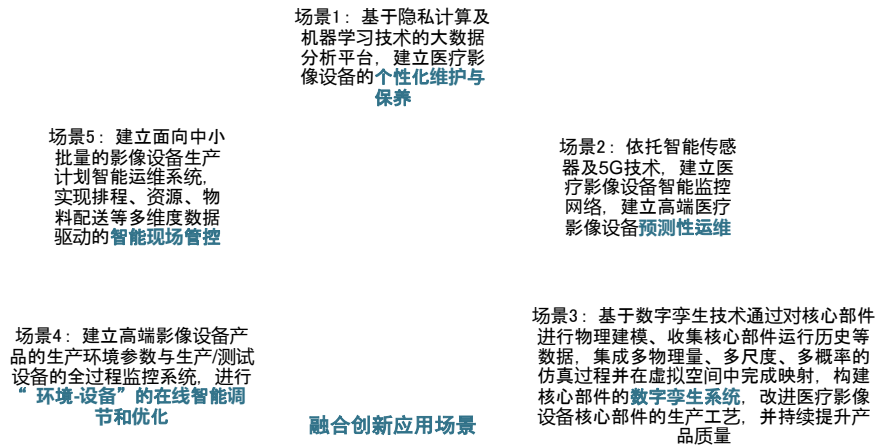 场景1：基于隐私计算及
机器学习技术的大数据
分析平台，建立医疗影
像设备的个性化维护与
保养
场景5：建立面向中小
批量的影像设备生产
计划智能运维系统，
实现排程、资源、物
料配送等多维度数据
驱动的智能现场管控
场景2：依托智能传感
器及5G技术，建立医
疗影像设备智能监控
网络，建立高端医疗
影像设备预测性运维
场景4：建立高端影像设备产
品的生产环境参数与生产/测试
设备的全过程监控系统，进行
“环境-设备”的在线智能调
节和优化
场景3：基于数字孪生技术通过对核心部件
进行物理建模、收集核心部件运行历史等
数据，集成多物理量、多尺度、多概率的
仿真过程并在虚拟空间中完成映射，构建
核心部件的数字孪生系统，改进医疗影像
设备核心部件的生产工艺，并持续提升产
品质量
融合创新应用场景